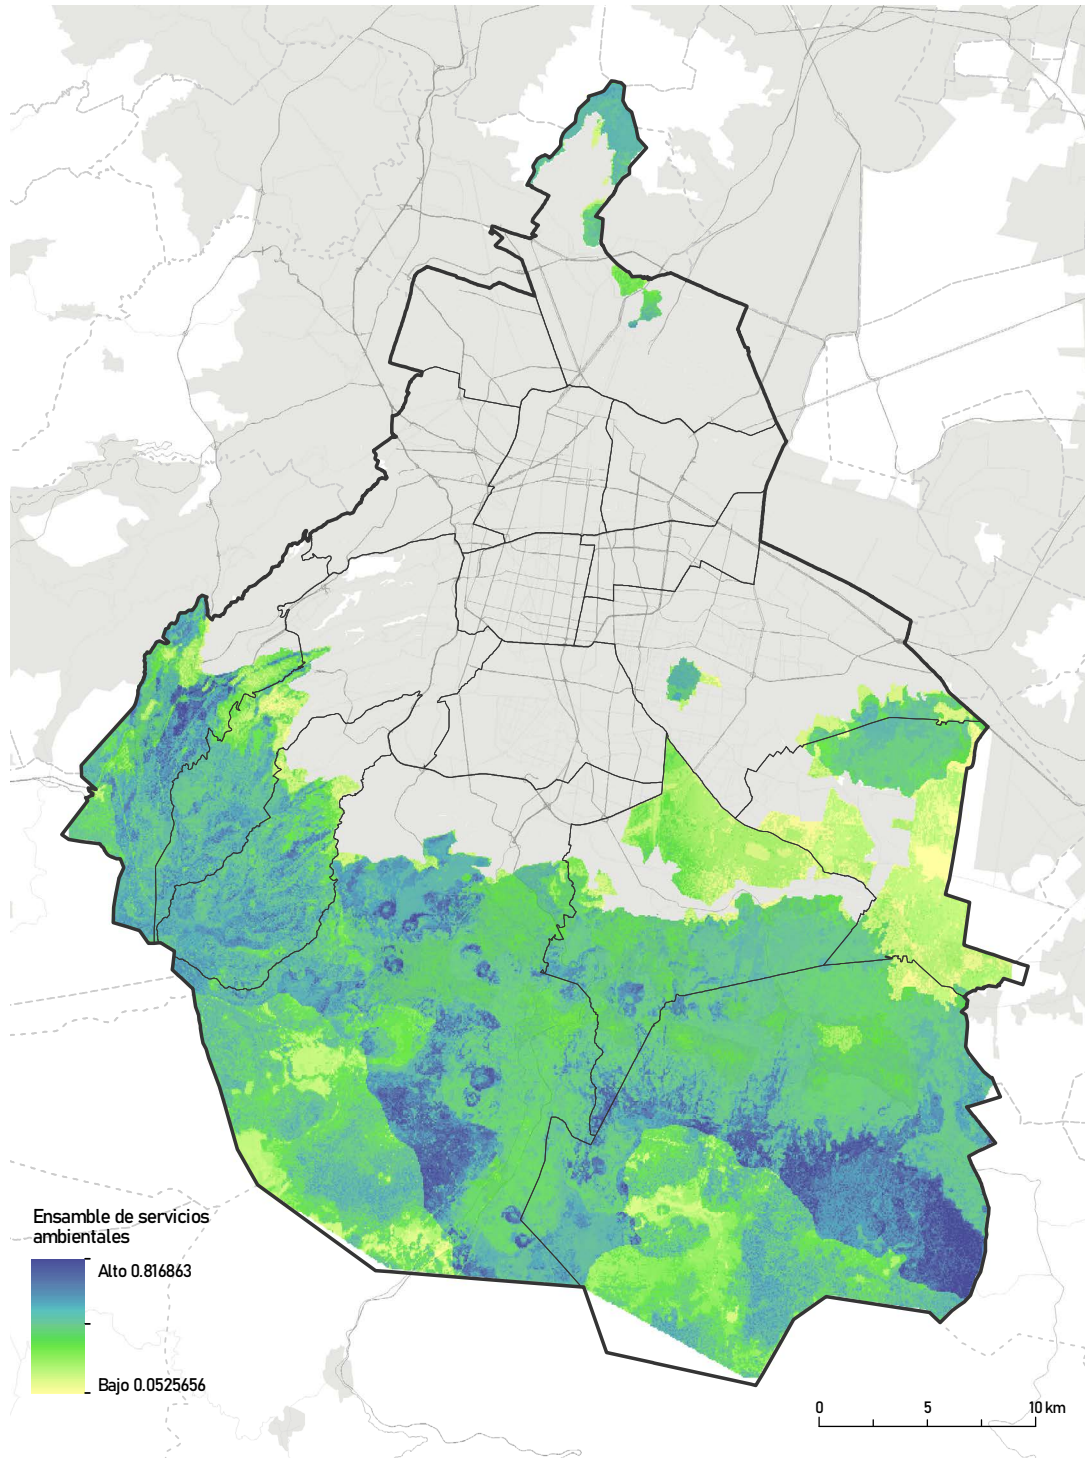 Ensamble de servicios
ambientales
Alto 0.816863
Bajo 0.0525656
0 5 10 km